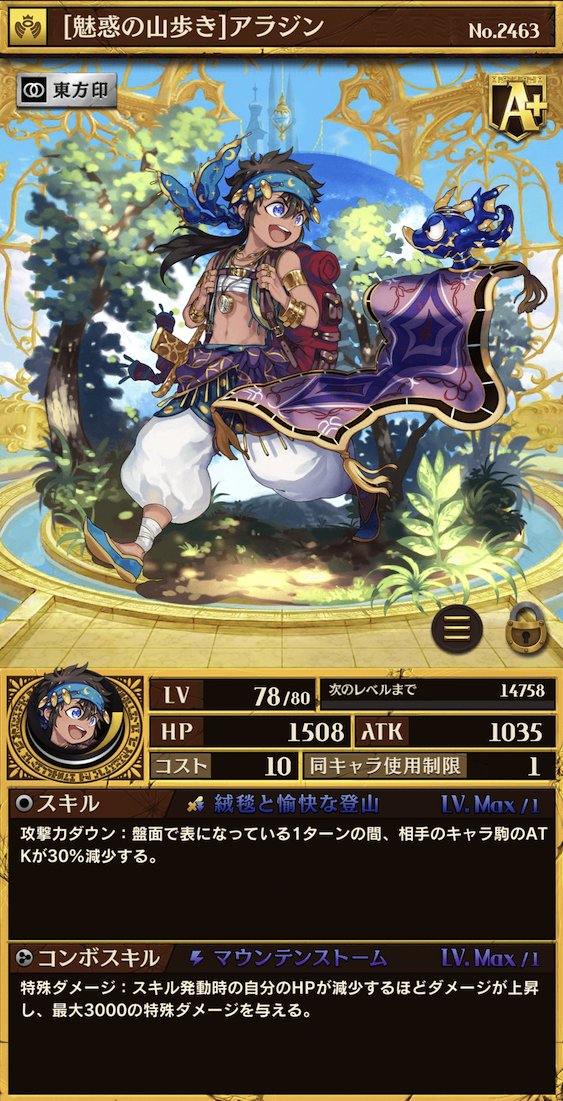 [魅惑の山歩き]アラジン
No.2463
東方印
A+
LV 78/80 次のレベルまで 14758
HP 1508 ATK 1035
コスト 10 同キャラ使用制限 1
スキル 絨毯と愉快な登山 LV.Max/1
攻撃力ダウン：盤面で表になっている1ターンの間、相手のキャラ駒のAT
Kが30%減少する。
コンボスキル マウンテンストーム LV.Max/1
特殊ダメージ：スキル発動時の自分のHPが減少するほどダメージが上昇
し、最大3000の特殊ダメージを与える。